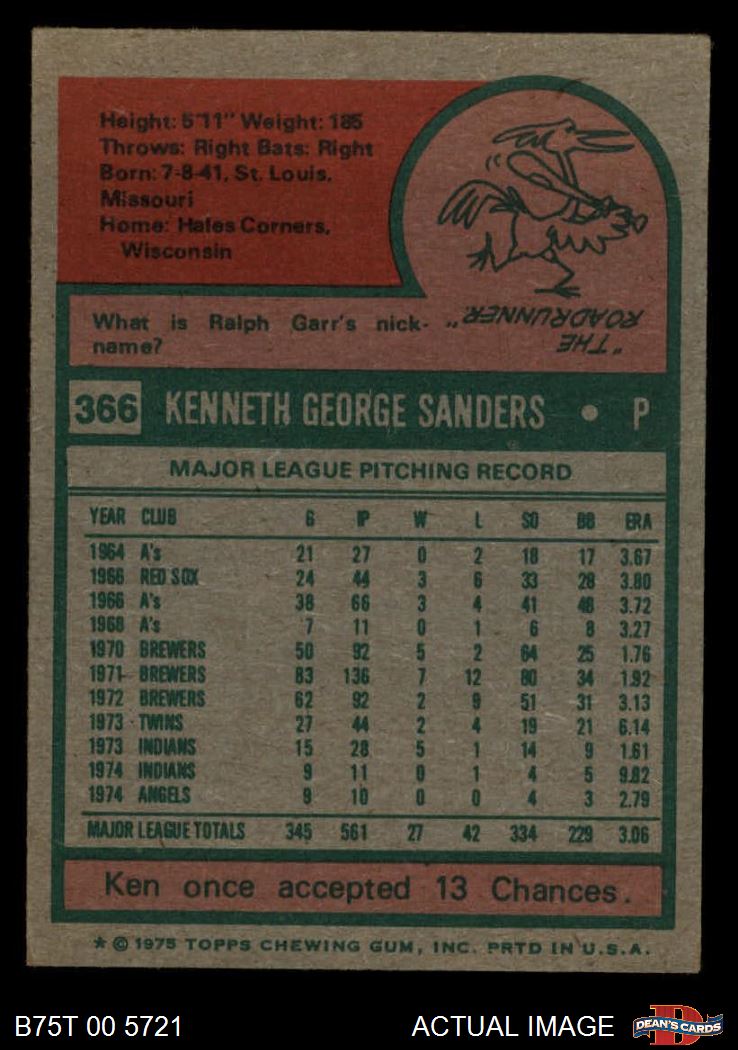 Height: 5'11" Weight: 185
Throws: Right Bats: Right
Born: 7-8-41, St. Louis,
Missouri
Home: Hales Corners,
Wisconsin
What is Ralph Garr's nick-
name?
"THE
ROADRUNNER."
366 KENNETH GEORGE SANDERS • P
MAJOR LEAGUE PITCHING RECORD
YEAR CLUB G IP W L SO BB ERA
1964 A's 21 27 0 2 18 17 3.67
1966 RED SOX 24 44 3 6 33 28 3.80
1966 A's 38 66 3 4 41 48 3.72
1968 A's 7 11 0 1 6 8 3.27
1970 BREWERS 50 92 5 2 64 25 1.76
1971 BREWERS 83 136 7 12 80 34 1.92
1972 BREWERS 62 92 2 9 51 31 3.13
1973 TWINS 27 44 2 4 19 21 6.14
1973 INDIANS 15 28 5 1 14 9 1.61
1974 INDIANS 9 11 0 1 4 5 9.82
1974 ANGELS 9 10 0 0 4 3 2.79
MAJOR LEAGUE TOTALS 345 561 27 42 334 229 3.06
Ken once accepted 13 Chances.
* © 1975 TOPPS CHEWING GUM, INC. PRTD IN U.S.A.
B75T 00 5721 ACTUAL IMAGE
D
DEAN'S CARDS